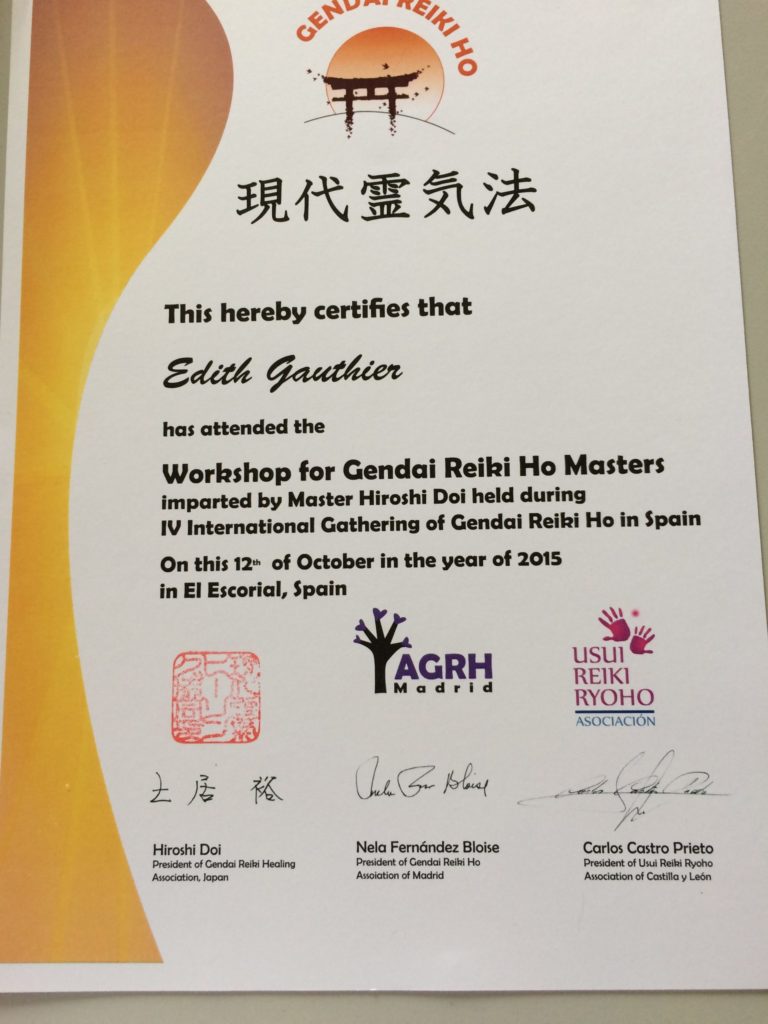 GENDAI REIKI HO
現代霊気法
This hereby certifies that
Edith Gauthier
has attended the
Workshop for Gendai Reiki Ho Masters
imparted by Master Hiroshi Doi held during
IV International Gathering of Gendai Reiki Ho in Spain
On this 12th of October in the year of 2015
in El Escorial, Spain
AGRH
Madrid
USUI
REIKI
RYOHO
ASOCIACIÓN
土居 裕
Hiroshi Doi
President of Gendai Reiki Healing
Association, Japan
Nela Fernández Bloise
President of Gendai Reiki Ho
Assoiation of Madrid
Carlos Castro Prieto
President of Usui Reiki Ryoho
Association of Castilla y León